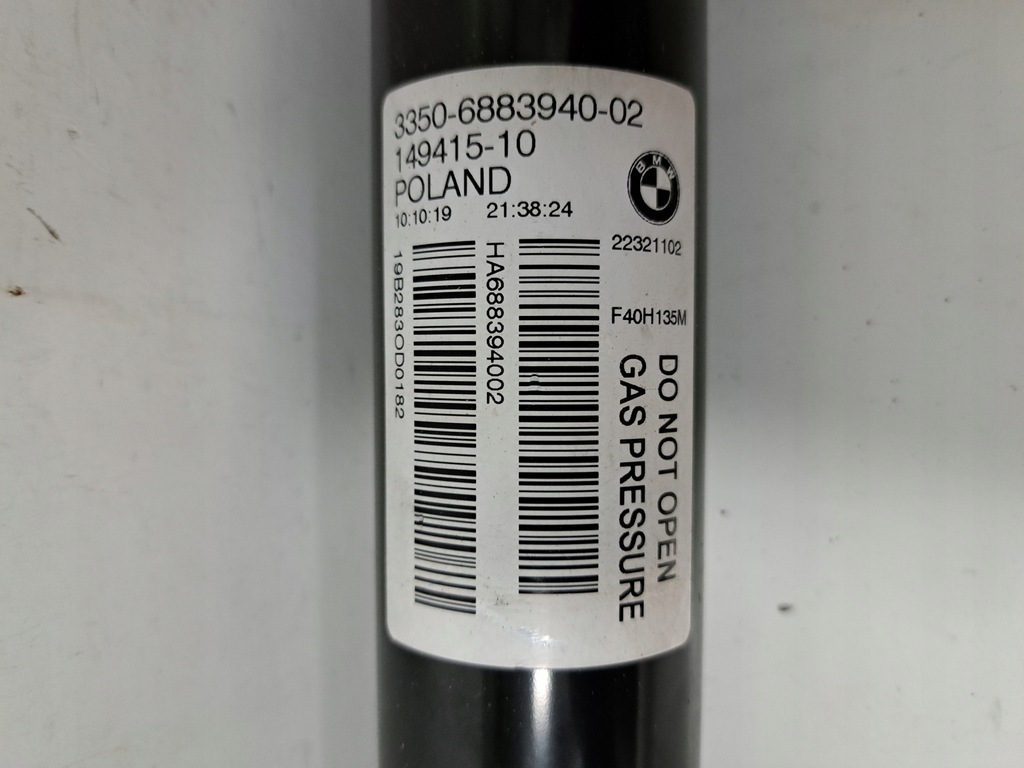 3350-6883940-02
149415-10
POLAND
10:10:19 21:38:24
BMW
22321102
F40H135M
19B283OD0182
HA688394002
DO NOT OPEN
GAS PRESSURE